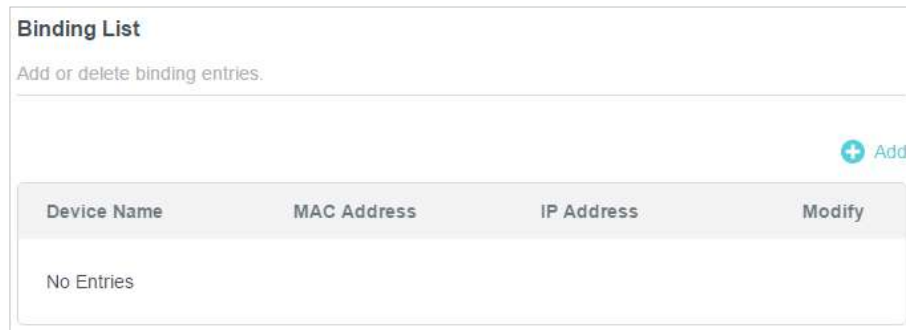 Binding List
Add or delete binding entries.
Add
Device Name MAC Address IP Address Modify
No Entries